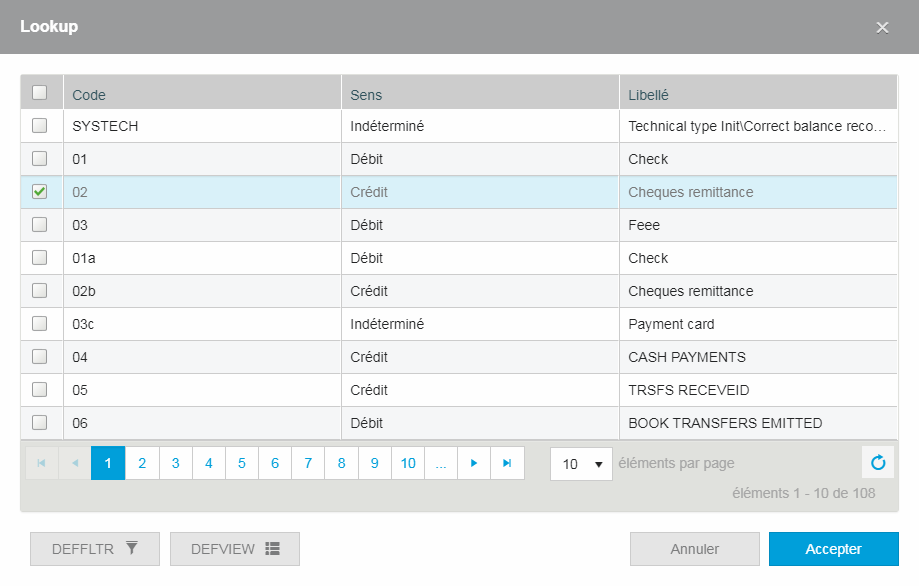 Lookup
Code Sens Libellé
SYSTECH Indéterminé Technical type Init\Correct balance reco...
01 Débit Check
02 Crédit Cheques remittance
03 Débit Feee
01a Débit Check
02b Crédit Cheques remittance
03c Indéterminé Payment card
04 Crédit CASH PAYMENTS
05 Crédit TRSFS RECEVEID
06 Débit BOOK TRANSFERS EMITTED
1 2 3 4 5 6 7 8 9 10 ... 10 éléments par page
éléments 1 - 10 de 108
DEFFLTR DEFVIEW Annuler Accepter